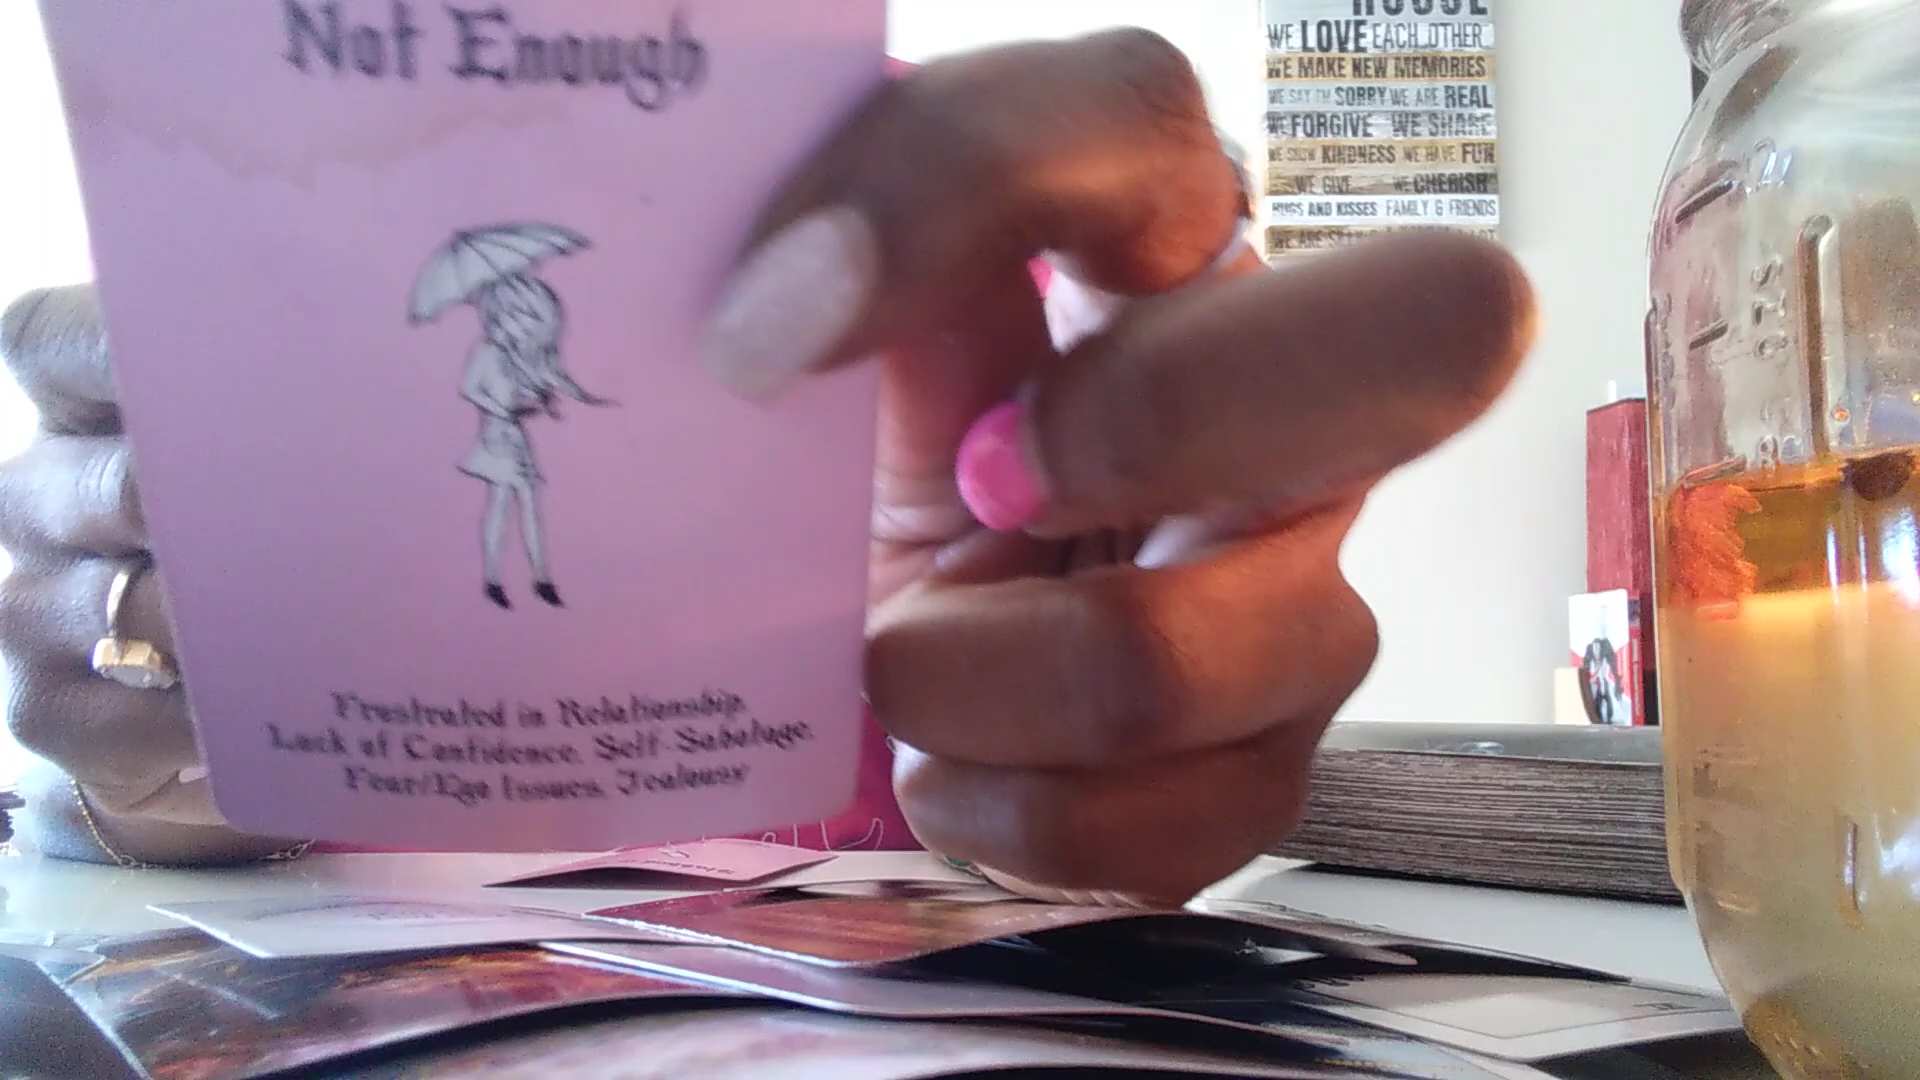 Not Enough
Frustrated in Relationship,
Lack of Confidence, Self-Sabotage,
Fear/Ego Issues, Jealousy
HOUSE
WE LOVE EACH OTHER
WE MAKE NEW MEMORIES
WE SAY I'M SORRY WE ARE REAL
WE FORGIVE WE SHARE
WE SHOW KINDNESS WE HAVE FUN
WE GIVE WE CHERISH
HUGS AND KISSES FAMILY & FRIENDS
WE ARE